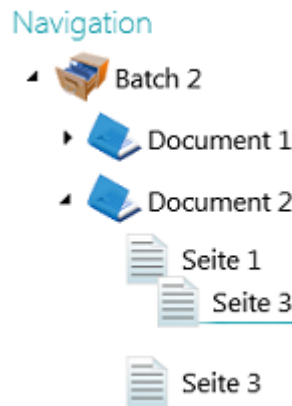 Navigation
Batch 2
Document 1
Document 2
Seite 1
Seite 3
Seite 3